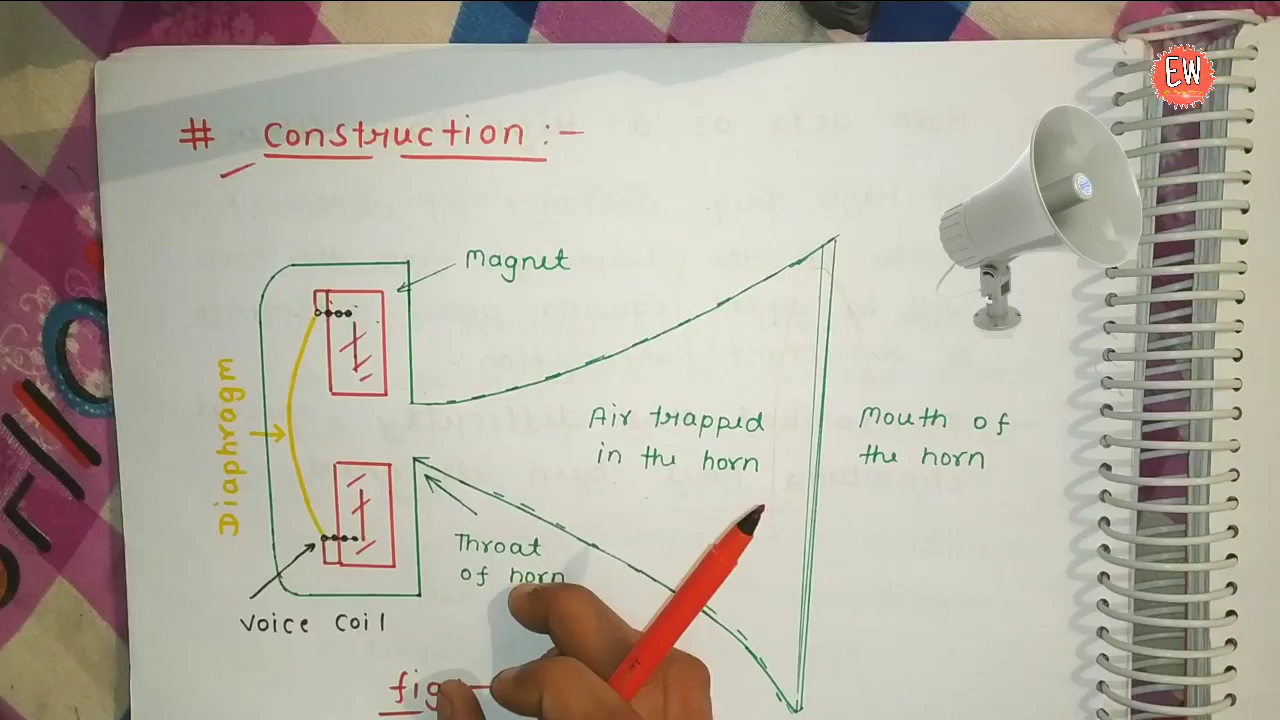 EW
# Construction :-
Magnet
Diaphragm
Air trapped
in the horn
Mouth of
the horn
Throat
of horn
Voice Coil
fig